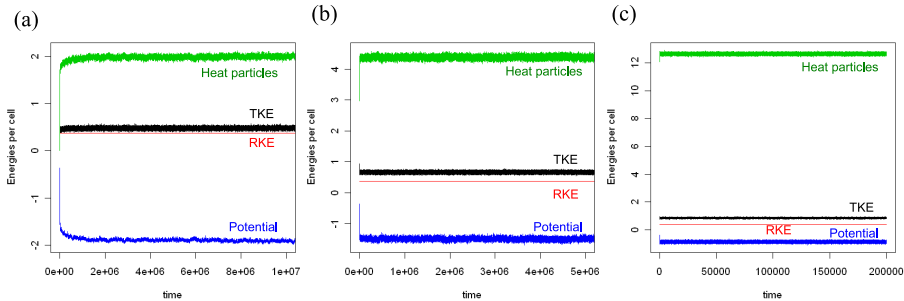 (a)
Energies per cell
2
1
0
-1
-2
Heat particles
TKE
RKE
Potential
0e+00 2e+06 4e+06 6e+06 8e+06 1e+07
time
(b)
Energies per cell
4
3
2
1
0
-1
Heat particles
TKE
RKE
Potential
0e+00 1e+06 2e+06 3e+06 4e+06 5e+06
time
(c)
Energies per cell
12
10
8
6
4
2
0
Heat particles
TKE
RKE
Potential
0 50000 100000 150000 200000
time